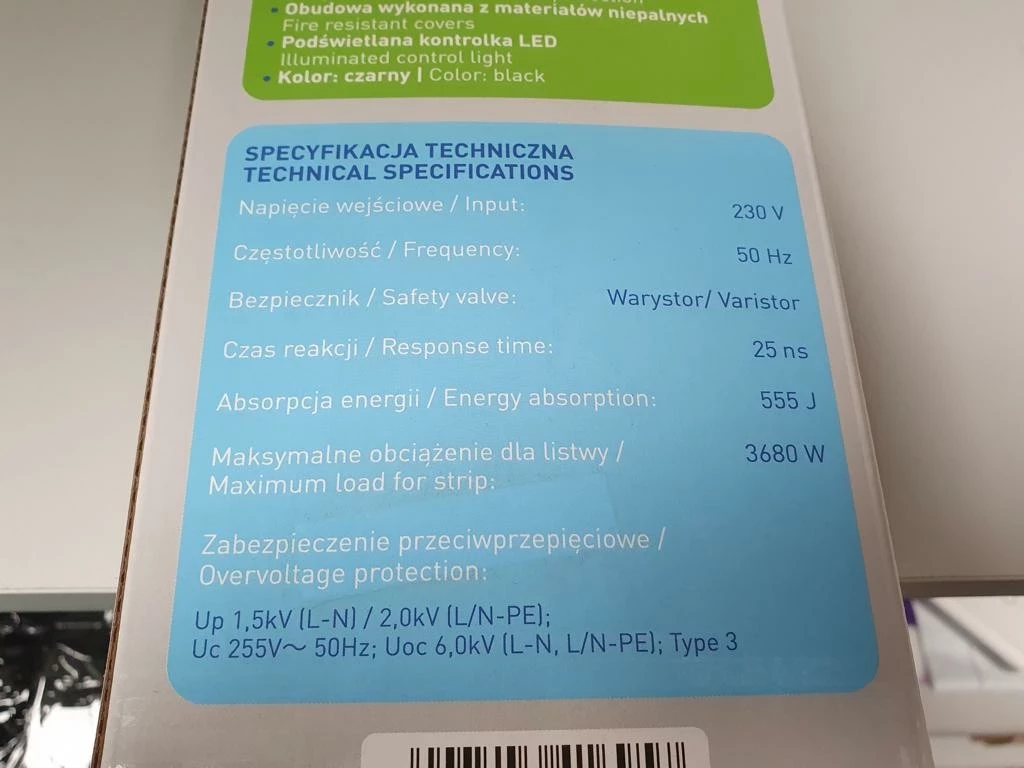 • Obudowa wykonana z materiałów niepalnych
Fire resistant covers
• Podświetlana kontrolka LED
Illuminated control light
• Kolor: czarny | Color: black
SPECYFIKACJA TECHNICZNA
TECHNICAL SPECIFICATIONS
Napięcie wejściowe / Input: 230 V
Częstotliwość / Frequency: 50 Hz
Bezpiecznik / Safety valve: Warystor/ Varistor
Czas reakcji / Response time: 25 ns
Absorpcja energii / Energy absorption: 555 J
Maksymalne obciążenie dla listwy / 3680 W
Maximum load for strip:
Zabezpieczenie przeciwprzepięciowe /
Overvoltage protection:
Up 1,5kV (L-N) / 2,0kV (L/N-PE);
Uc 255V~ 50Hz; Uoc 6,0kV (L-N, L/N-PE); Type 3